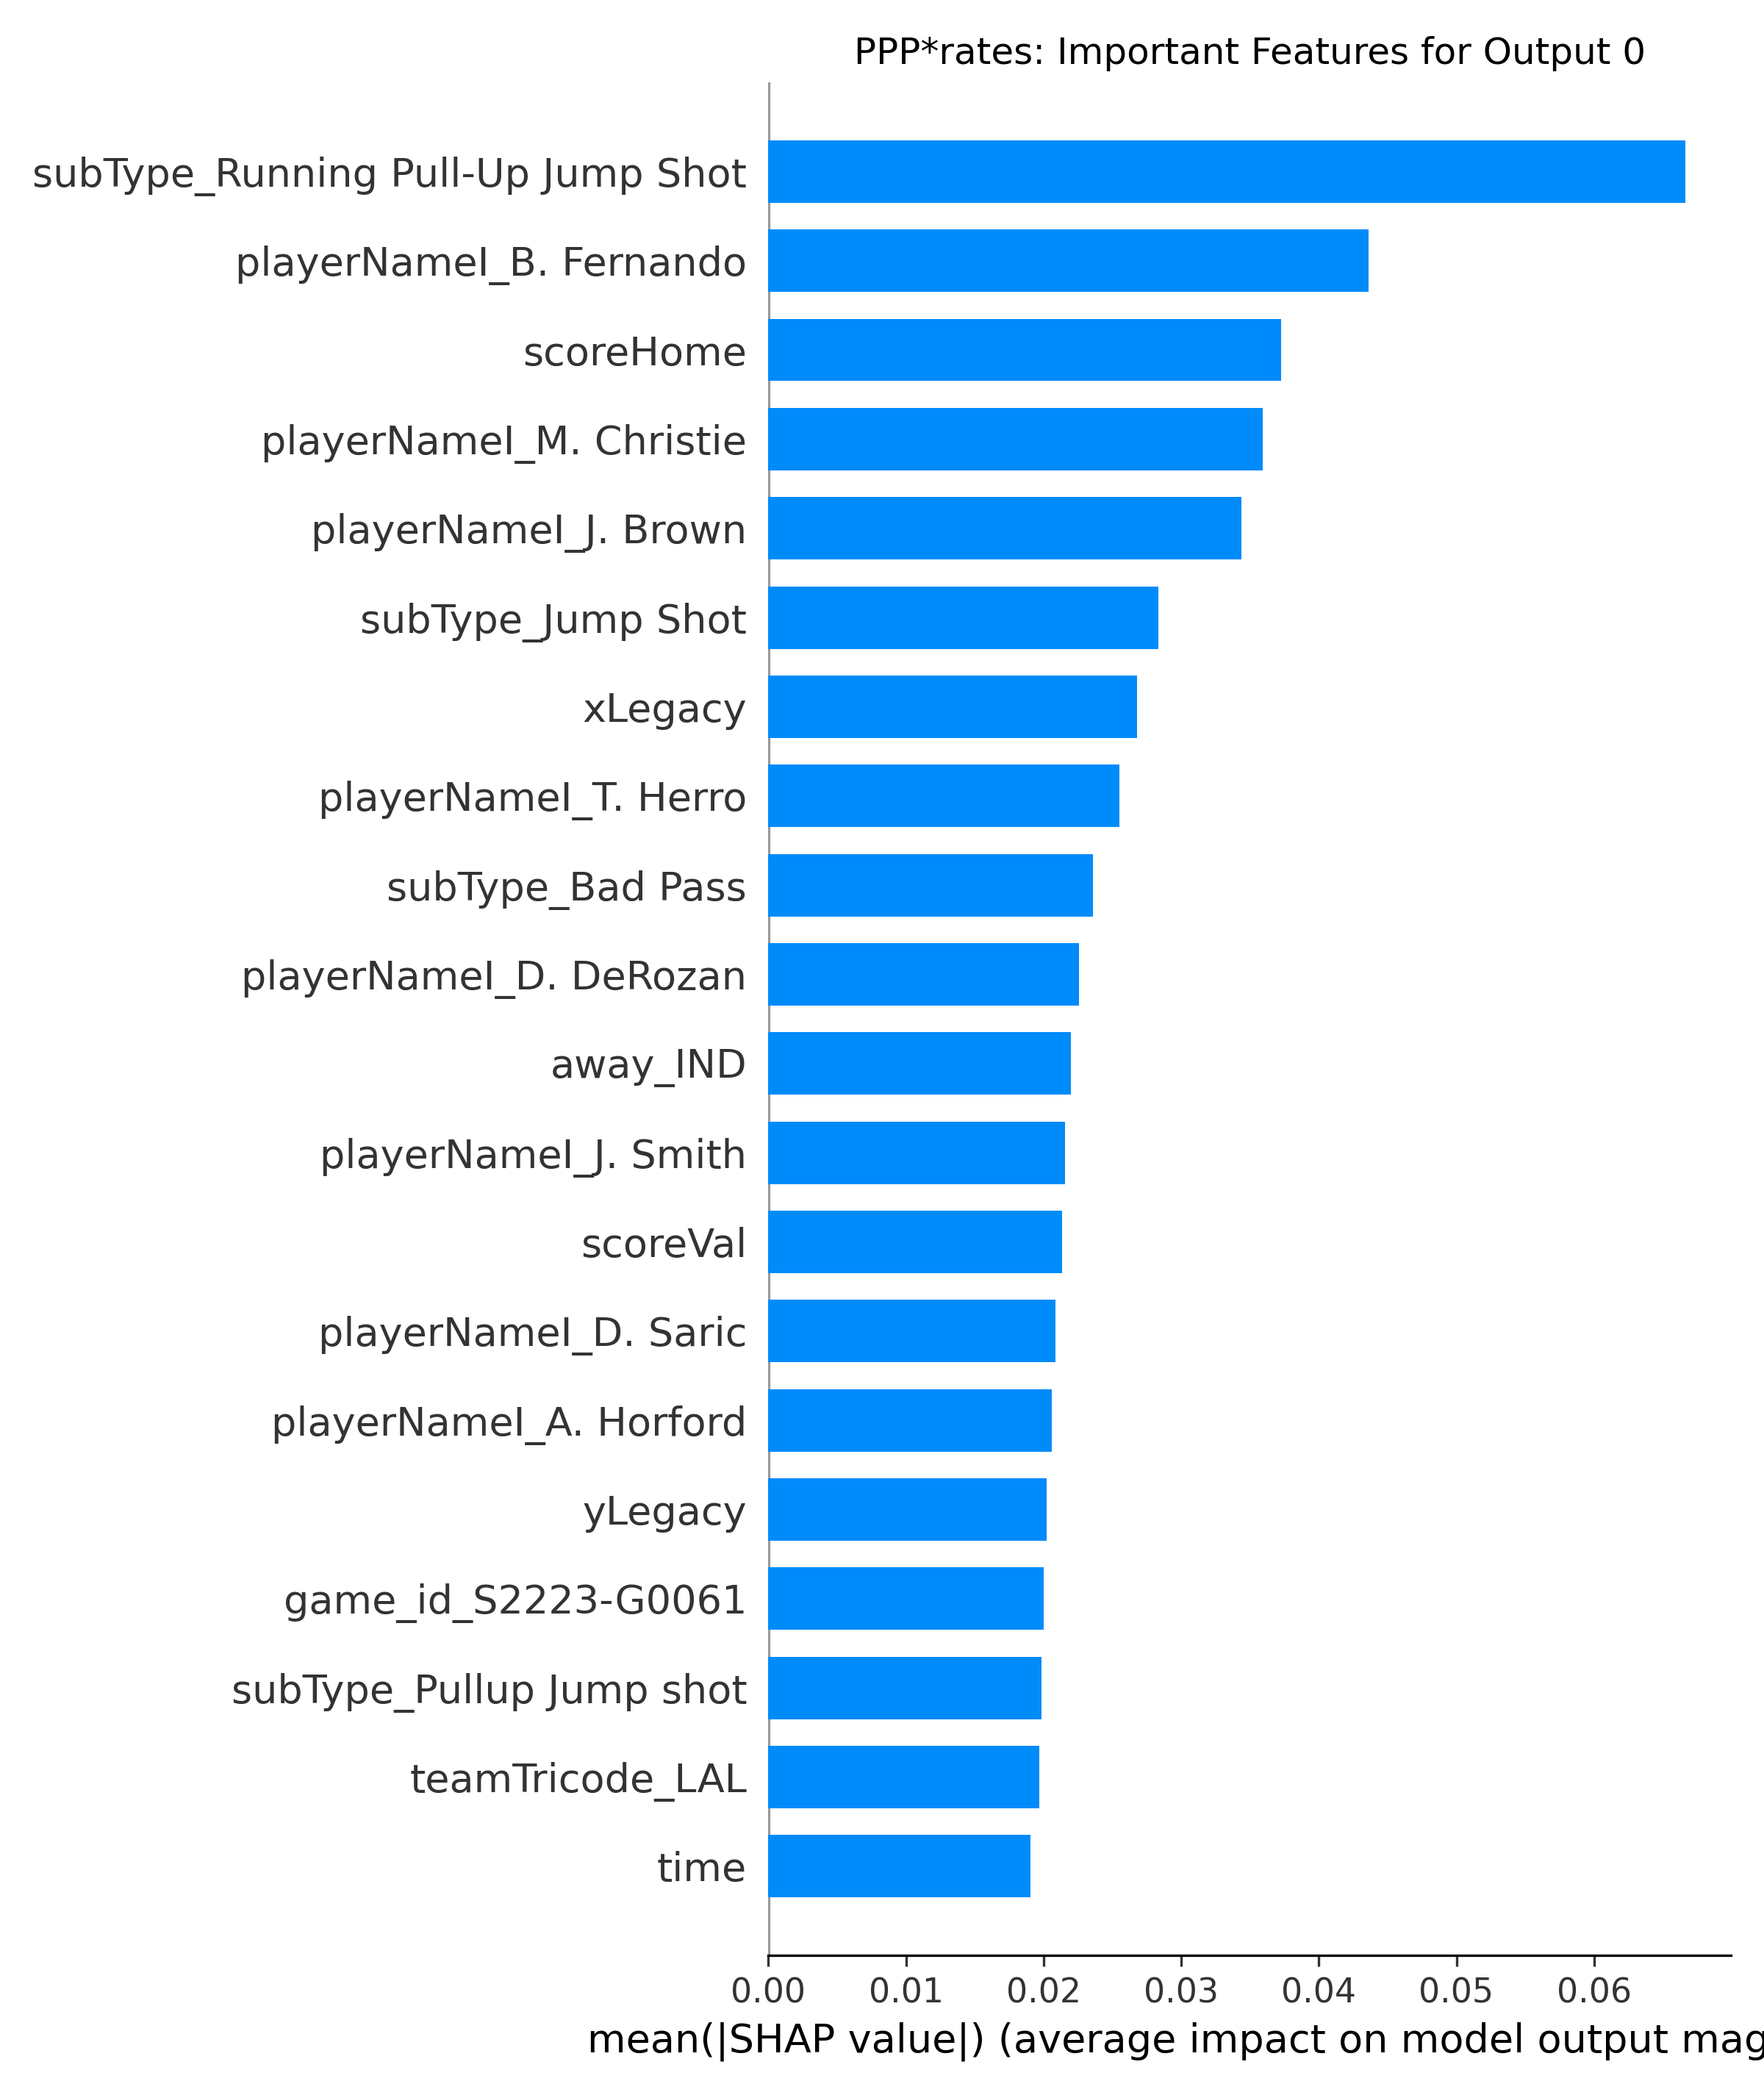 PPP*rates: Important Features for Output 0
subType_Running Pull-Up Jump Shot
playerNameI_B. Fernando
scoreHome
playerNameI_M. Christie
playerNameI_J. Brown
subType_Jump Shot
xLegacy
playerNameI_T. Herro
subType_Bad Pass
playerNameI_D. DeRozan
away_IND
playerNameI_J. Smith
scoreVal
playerNameI_D. Saric
playerNameI_A. Horford
yLegacy
game_id_S2223-G0061
subType_Pullup Jump shot
teamTricode_LAL
time
0.00 0.01 0.02 0.03 0.04 0.05 0.06
mean(|SHAP value|) (average impact on model output mag